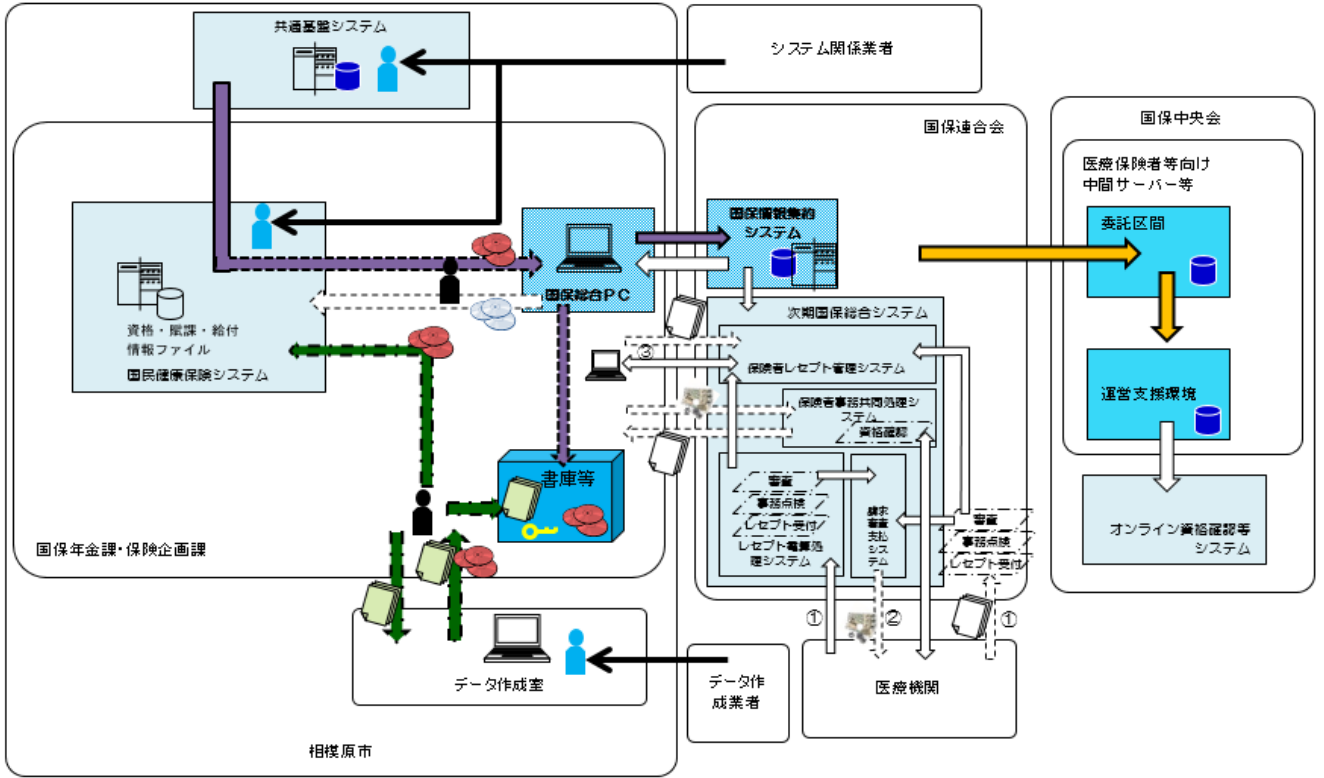 共通基盤システム
システム関係業者
国保連合会
国保中央会
医療保険者等向け
中間サーバー等
委託区間
運営支援環境
オンライン資格確認等
システム
国保情報集約
システム
国保総合PC
資格・賦課・給付
情報ファイル
国民健康保険システム
次期国保総合システム
③
保険者レセプト管理システム
保険者事務共同処理シ
ステム
資格確認
書庫等
審査
事務点検
レセプト受付
レセプト電算処
理システム
請求
審査
支払
シス
テム
審査
事務点検
レセプト受付
国保年金課・保険企画課
①
②
①
データ作成室
データ作
成業者
医療機関
相模原市